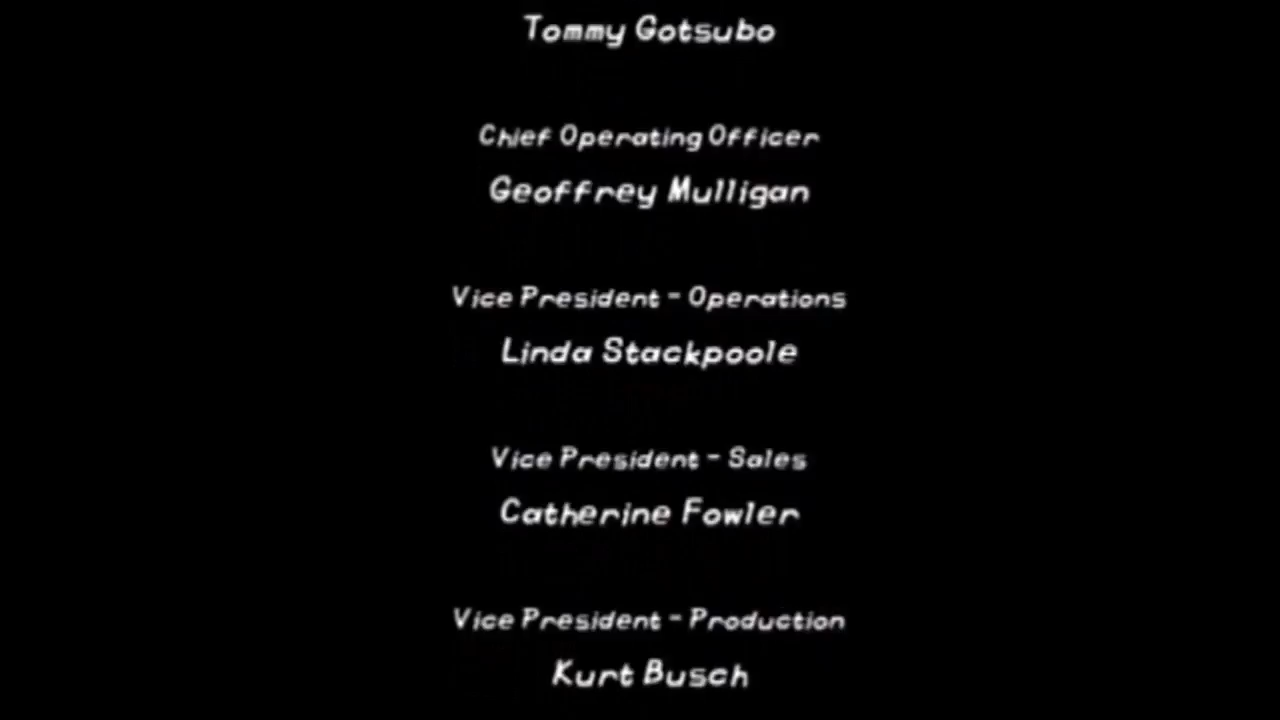 Tommy Gotsubo
Chief Operating Officer
Geoffrey Mulligan
Vice President - Operations
Linda Stackpoole
Vice President - Sales
Catherine Fowler
Vice President - Production
Kurt Busch